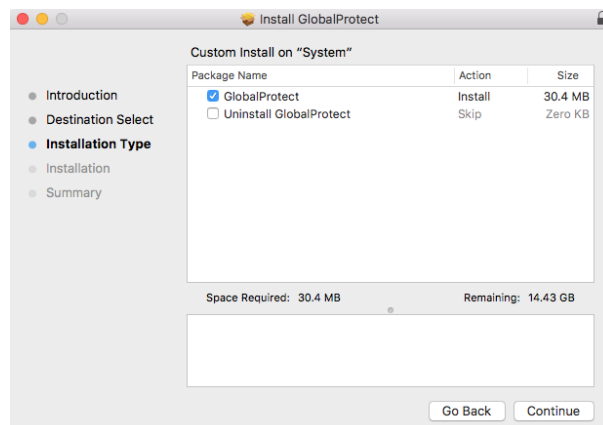 Install GlobalProtect
Custom Install on "System"
Package Name Action Size
GlobalProtect Install 30.4 MB
Uninstall GlobalProtect Skip Zero KB
Introduction
Destination Select
Installation Type
Installation
Summary
Space Required: 30.4 MB Remaining: 14.43 GB
Go Back Continue